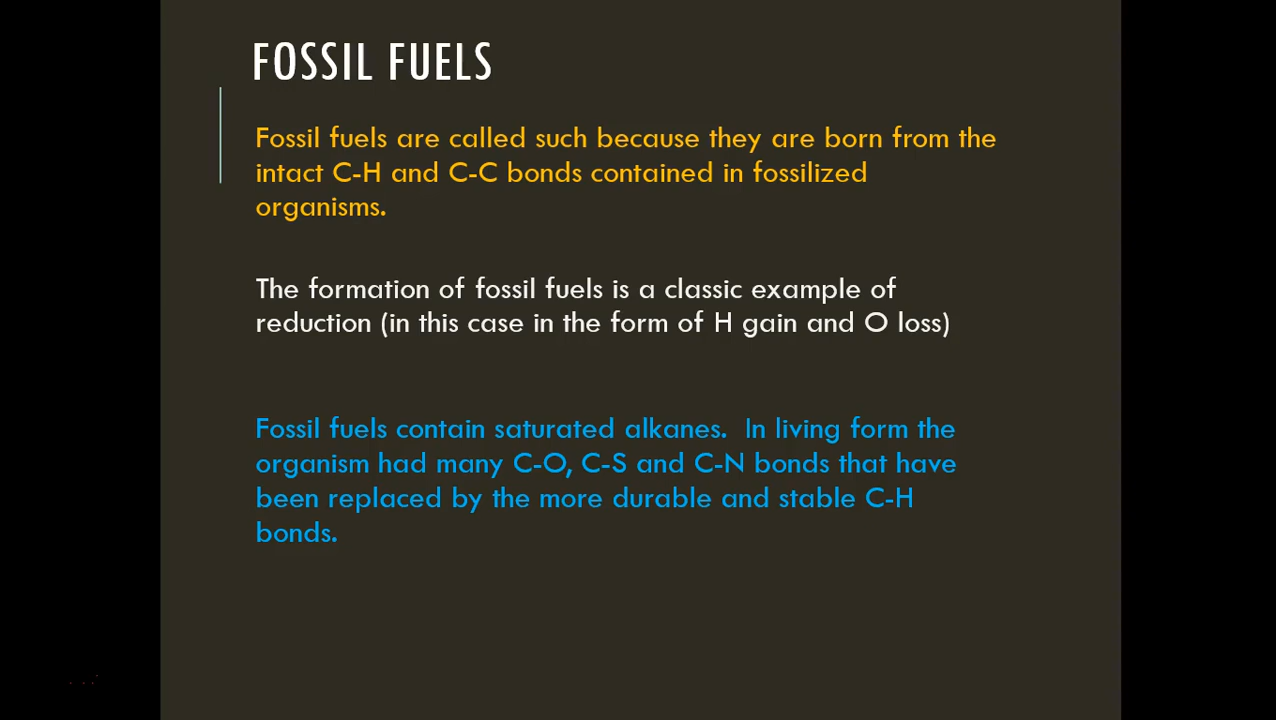 FOSSIL FUELS
Fossil fuels are called such because they are born from the
intact C-H and C-C bonds contained in fossilized
organisms.
The formation of fossil fuels is a classic example of
reduction (in this case in the form of H gain and O loss)
Fossil fuels contain saturated alkanes.  In living form the
organism had many C-O, C-S and C-N bonds that have
been replaced by the more durable and stable C-H
bonds.